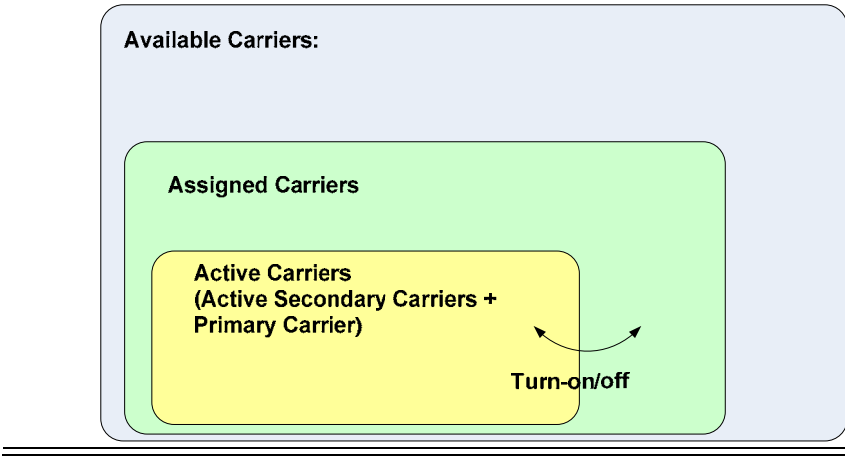 Available Carriers:
Assigned Carriers
Active Carriers
(Active Secondary Carriers +
Primary Carrier)
Turn-on/off